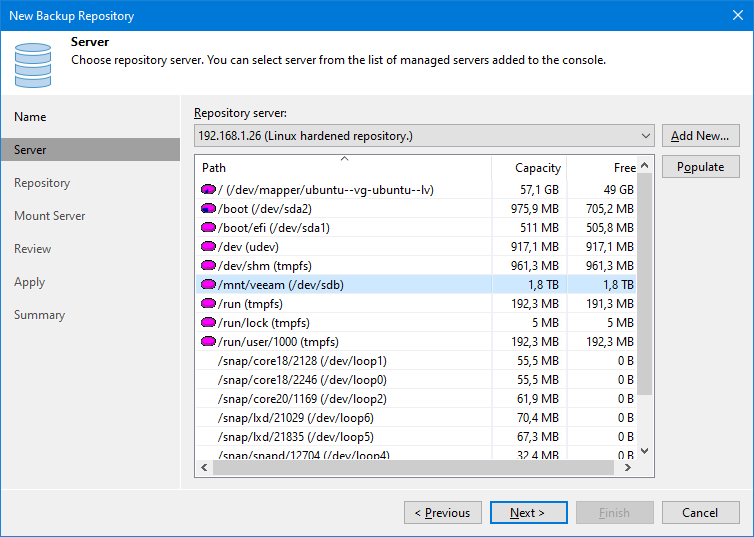 New Backup Repository
Server
Choose repository server. You can select server from the list of managed servers added to the console.
Name
Server
Repository
Mount Server
Review
Apply
Summary
Repository server:
192.168.1.26 (Linux hardened repository.)
Add New...
Populate
Path Capacity Free
/ (/dev/mapper/ubuntu--vg-ubuntu--lv) 57,1 GB 49 GB
/boot (/dev/sda2) 975,9 MB 705,2 MB
/boot/efi (/dev/sda1) 511 MB 505,8 MB
/dev (udev) 917,1 MB 917,1 MB
/dev/shm (tmpfs) 961,3 MB 961,3 MB
/mnt/veeam (/dev/sdb) 1,8 TB 1,8 TB
/run (tmpfs) 192,3 MB 191,3 MB
/run/lock (tmpfs) 5 MB 5 MB
/run/user/1000 (tmpfs) 192,3 MB 192,3 MB
/snap/core18/2128 (/dev/loop1) 55,5 MB 0 B
/snap/core18/2246 (/dev/loop0) 55,5 MB 0 B
/snap/core20/1169 (/dev/loop2) 61,9 MB 0 B
/snap/lxd/21029 (/dev/loop6) 70,4 MB 0 B
/snap/lxd/21835 (/dev/loop5) 67,3 MB 0 B
/snap/snapd/12704 (/dev/loop4) 32,4 MB 0 B
< Previous
Next >
Finish
Cancel